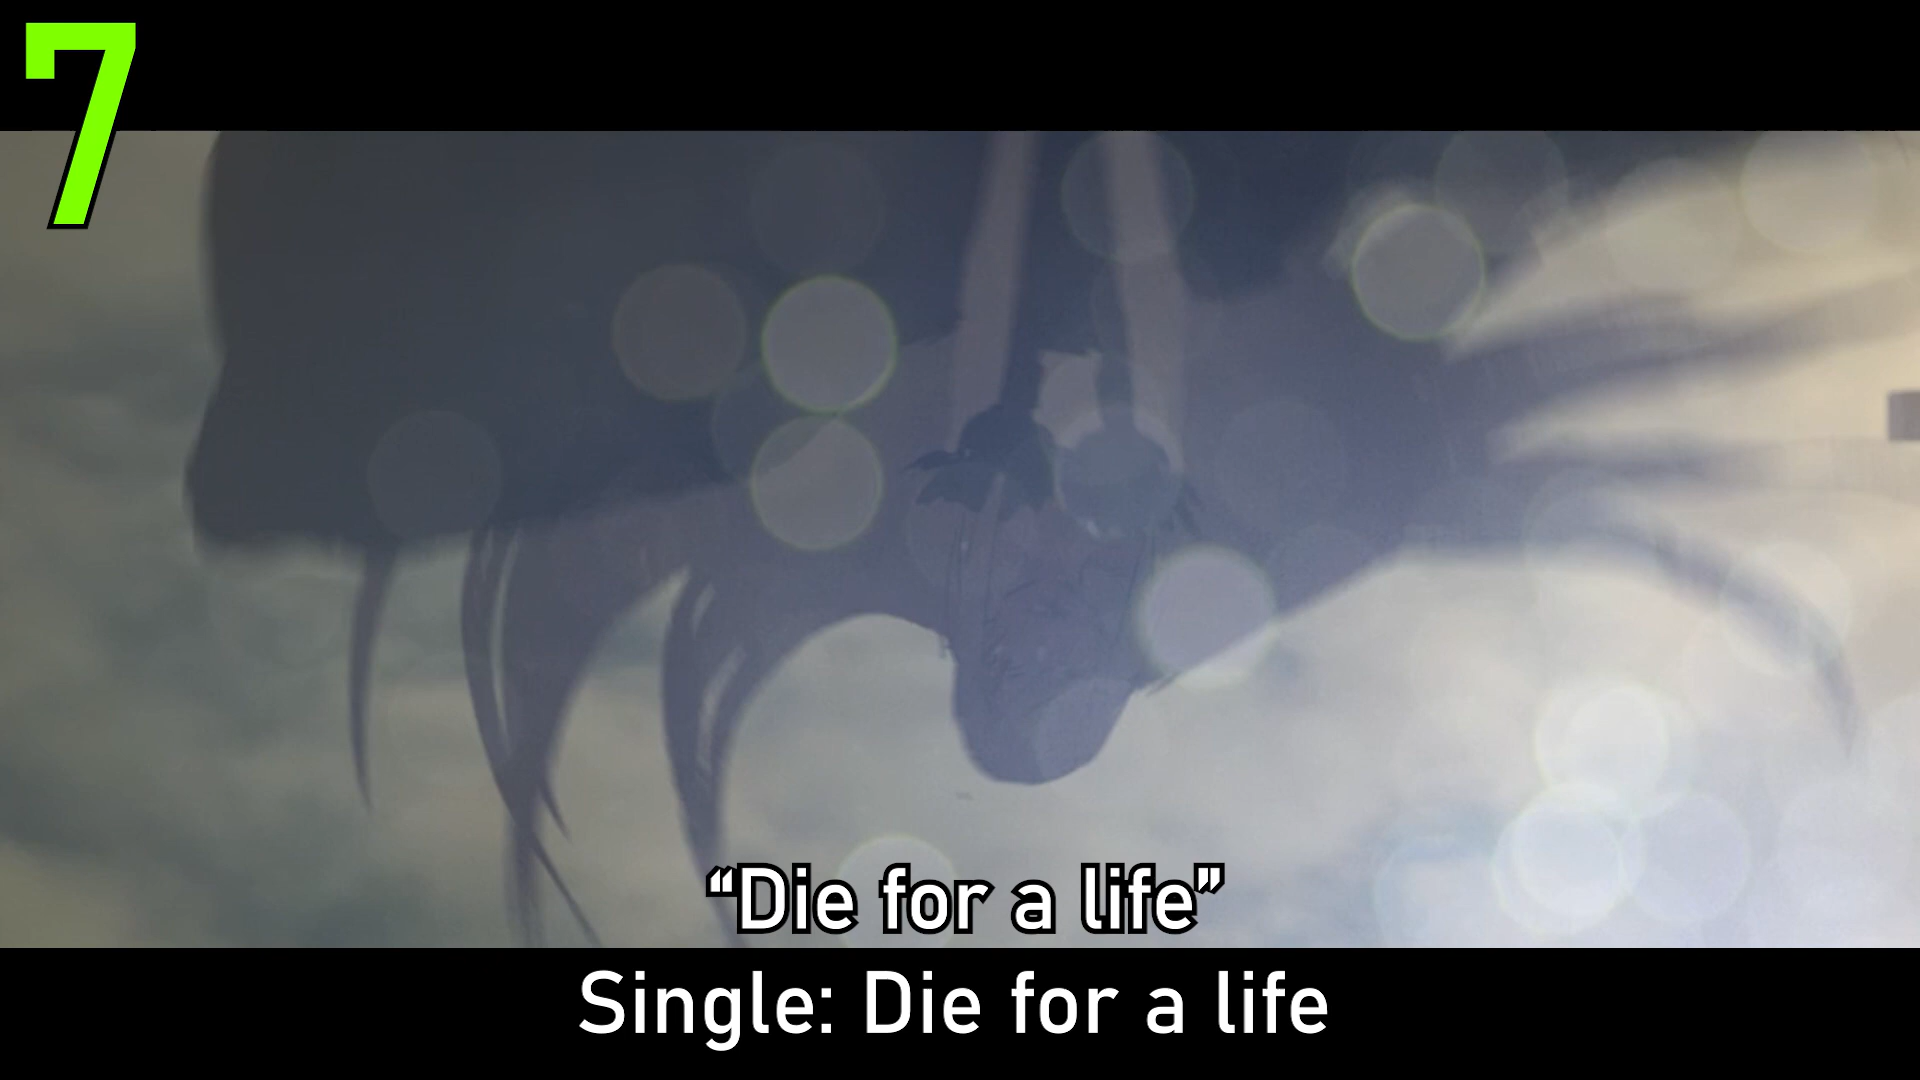 7
“Die for a life”
Single: Die for a life